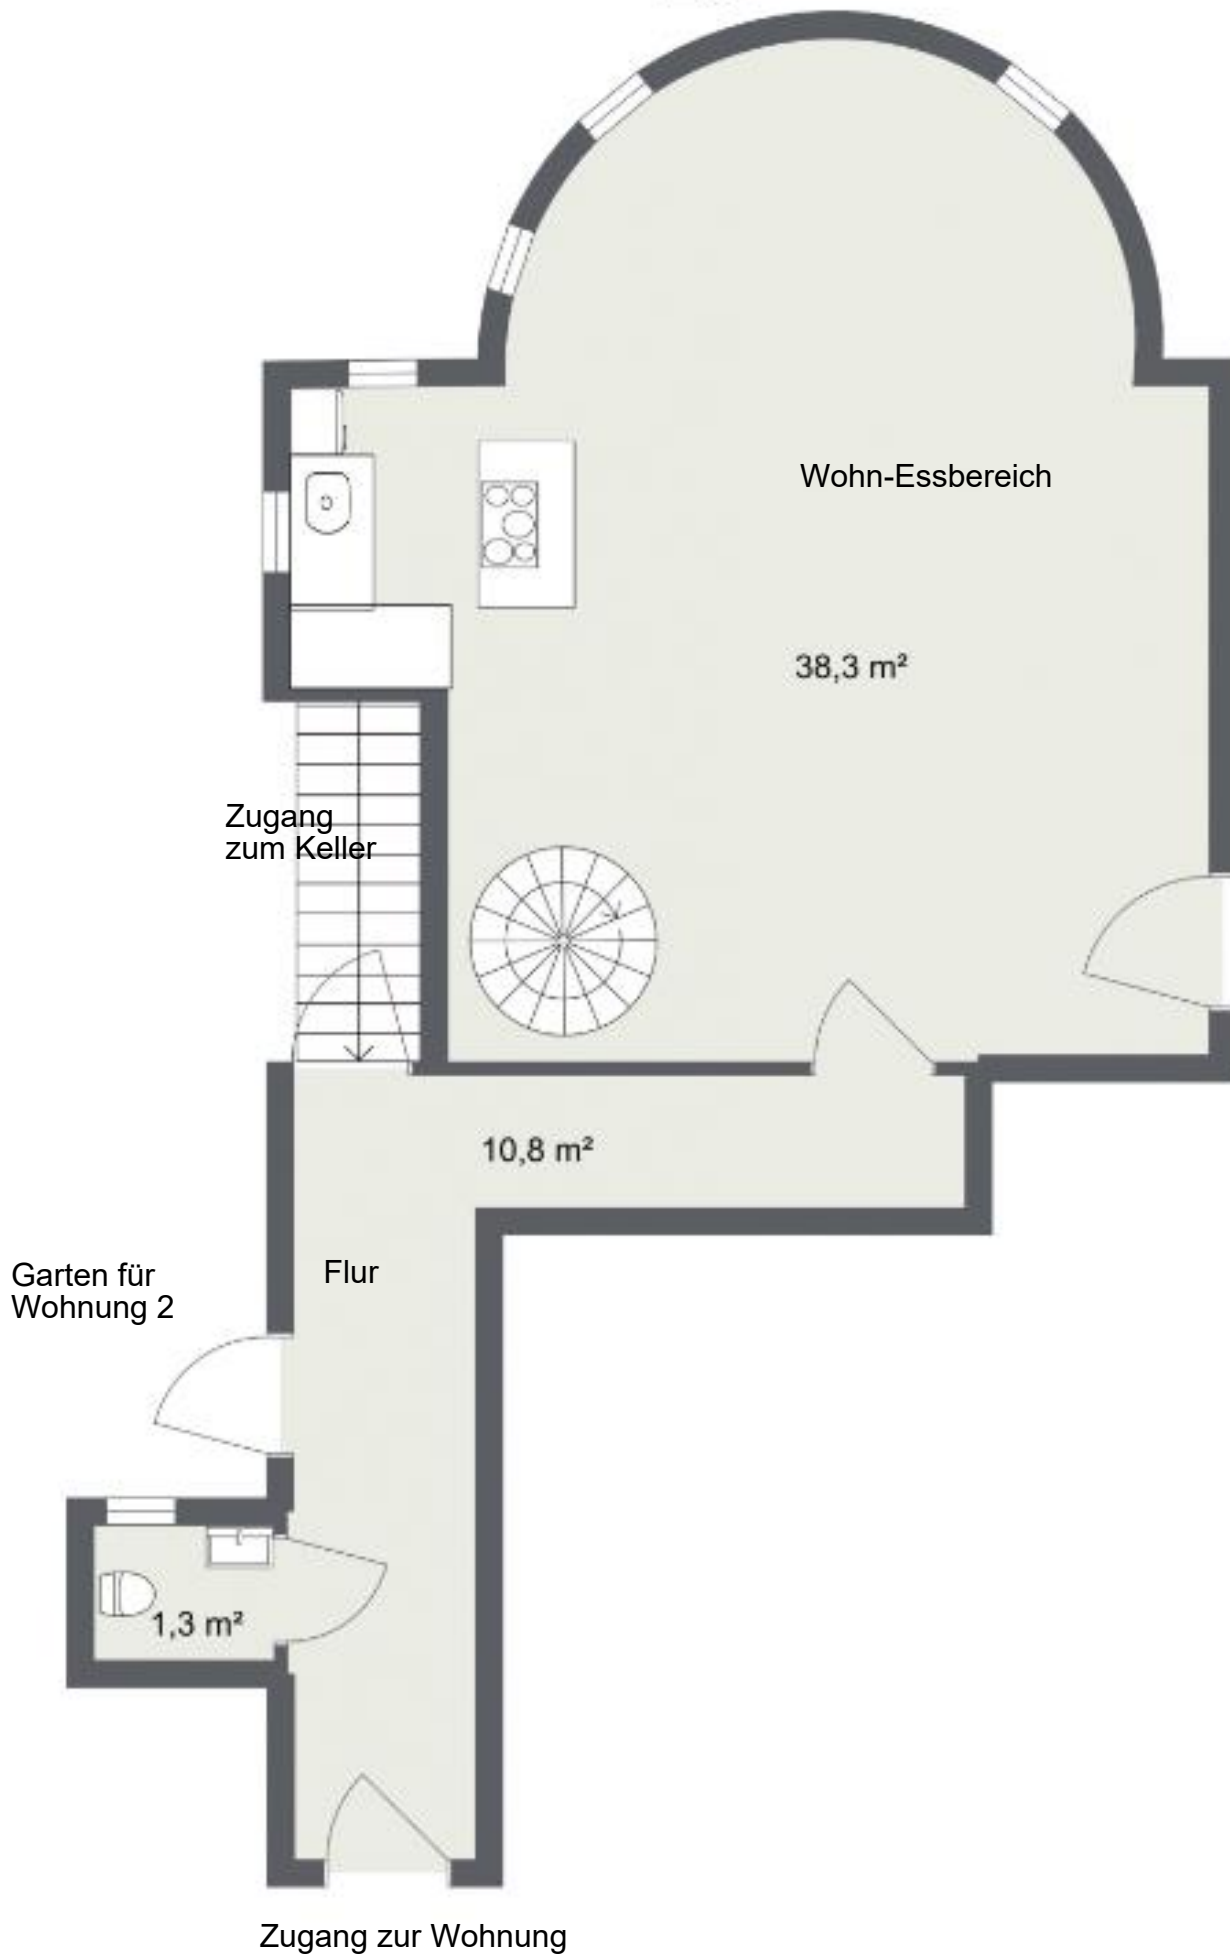 Wohn-Essbereich
38,3 m²
Zugang
zum Keller
10,8 m²
Flur
Garten für
Wohnung 2
1,3 m²
Zugang zur Wohnung